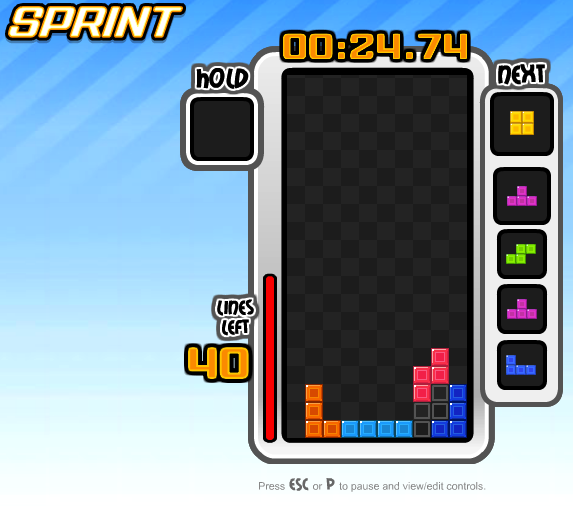 SPRINT
00:24.74
HOLD
NEXT
LINES
LEFT
40
Press ESC or P to pause and view/edit controls.